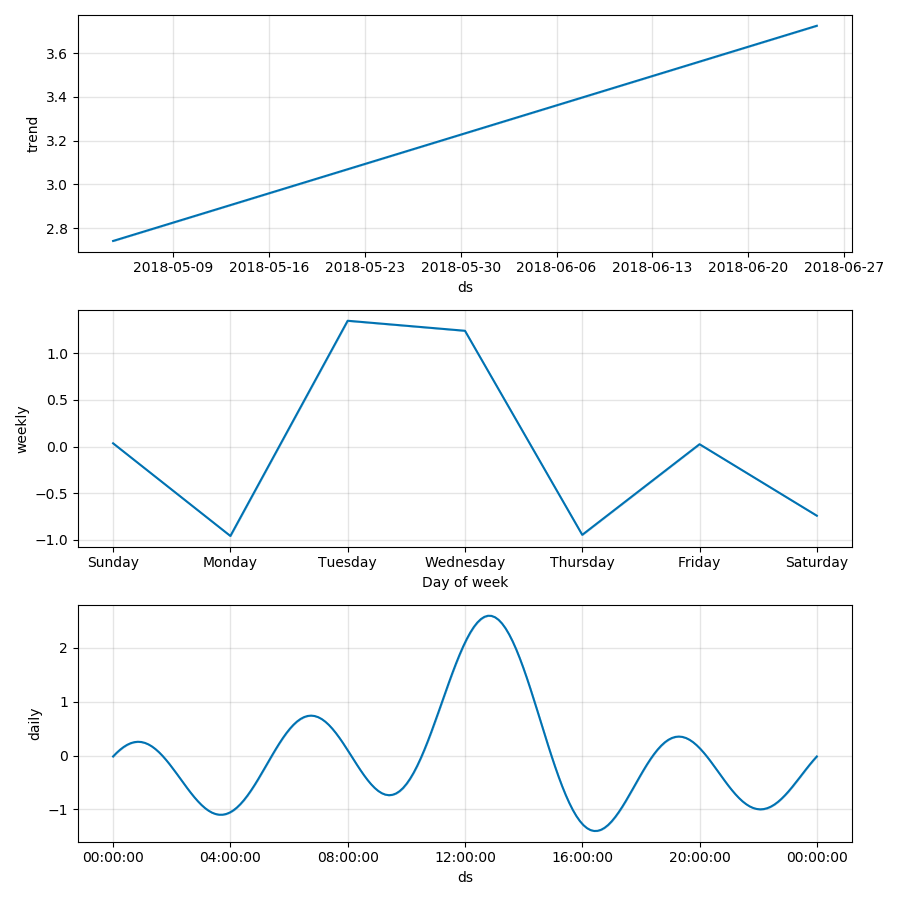 3.6
3.4
3.2
3.0
2.8
trend
2018-05-09 2018-05-16 2018-05-23 2018-05-30 2018-06-06 2018-06-13 2018-06-20 2018-06-27
ds
1.0
0.5
0.0
−0.5
−1.0
weekly
Sunday Monday Tuesday Wednesday Thursday Friday Saturday
Day of week
2
1
0
−1
daily
00:00:00 04:00:00 08:00:00 12:00:00 16:00:00 20:00:00 00:00:00
ds